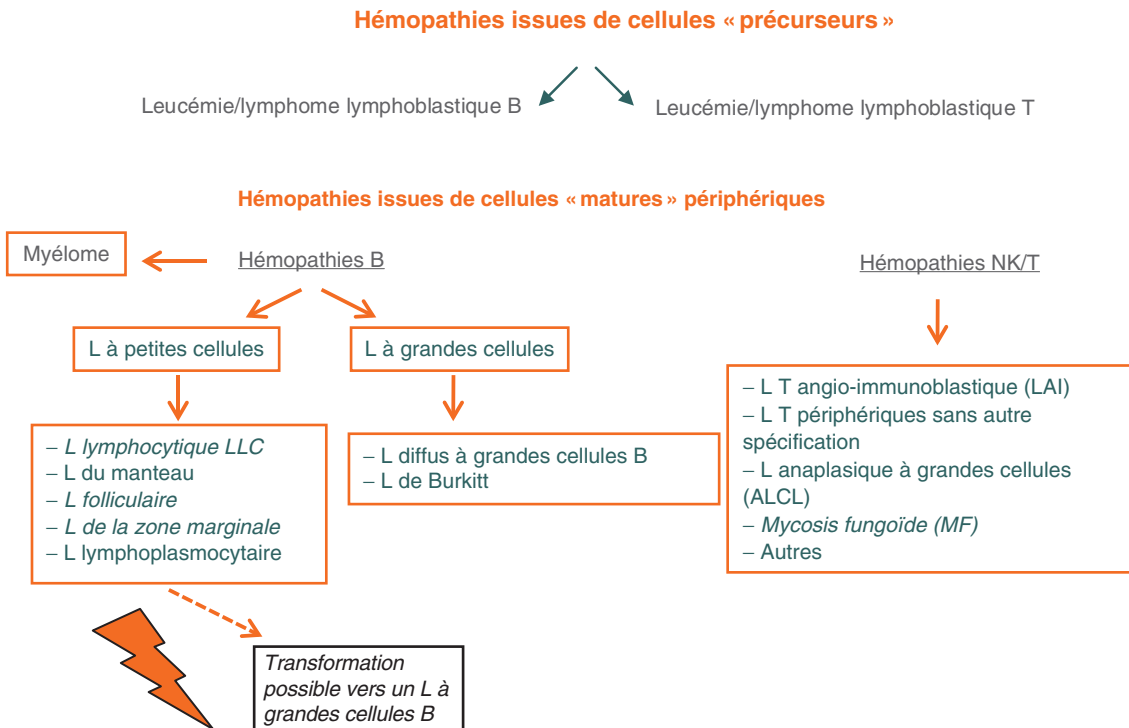 Hémopathies issues de cellules « précurseurs »
Leucémie/lymphome lymphoblastique B
Leucémie/lymphome lymphoblastique T
Hémopathies issues de cellules « matures » périphériques
Myélome
Hémopathies B
Hémopathies NK/T
L à petites cellules
L à grandes cellules
– L lymphocytique LLC
– L du manteau
– L folliculaire
– L de la zone marginale
– L lymphoplasmocytaire
– L diffus à grandes cellules B
– L de Burkitt
– L T angio-immunoblastique (LAI)
– L T périphériques sans autre
spécification
– L anaplasique à grandes cellules
(ALCL)
– Mycosis fungoïde (MF)
– Autres
Transformation
possible vers un L à
grandes cellules B